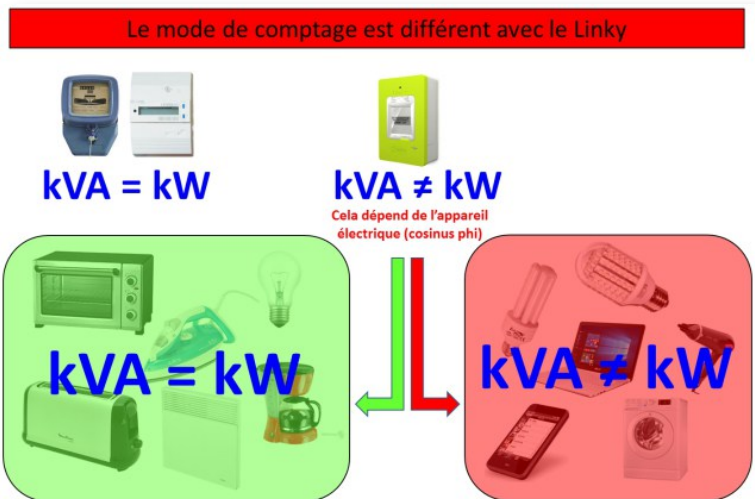 Le mode de comptage est différent avec le Linky
kVA = kW
kVA ≠ kW
Cela dépend de l'appareil
électrique (cosinus phi)
kVA = kW
kVA ≠ kW